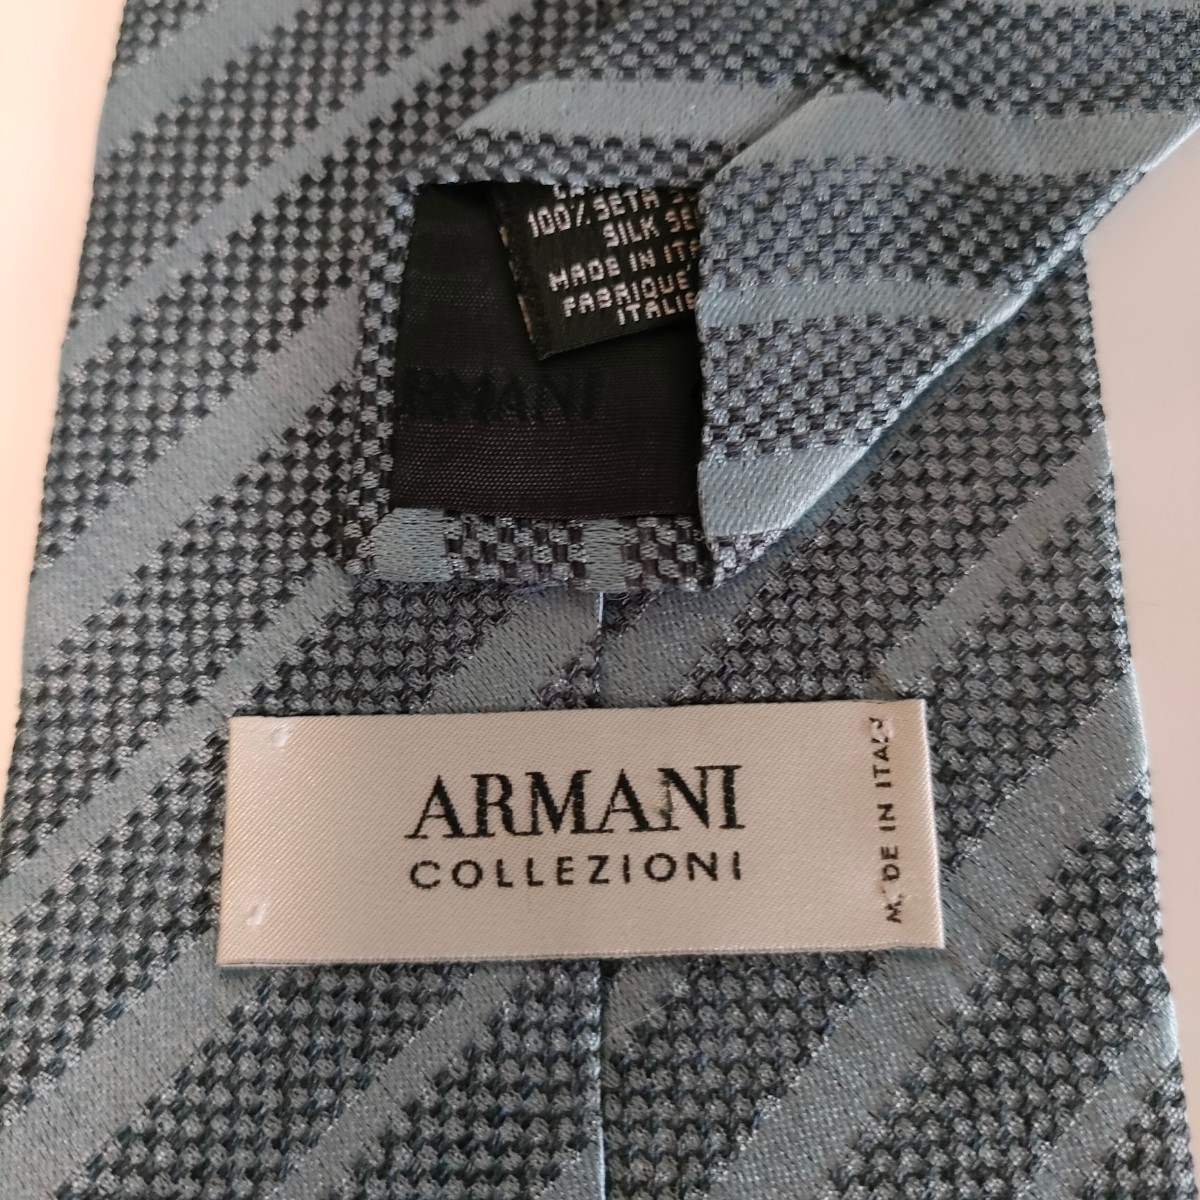 100% SETA
SILK SE
MADE IN ITA
FABRIQUE
ITALIE
RMANI
ARMANI
COLLEZIONI
MADE IN ITALY